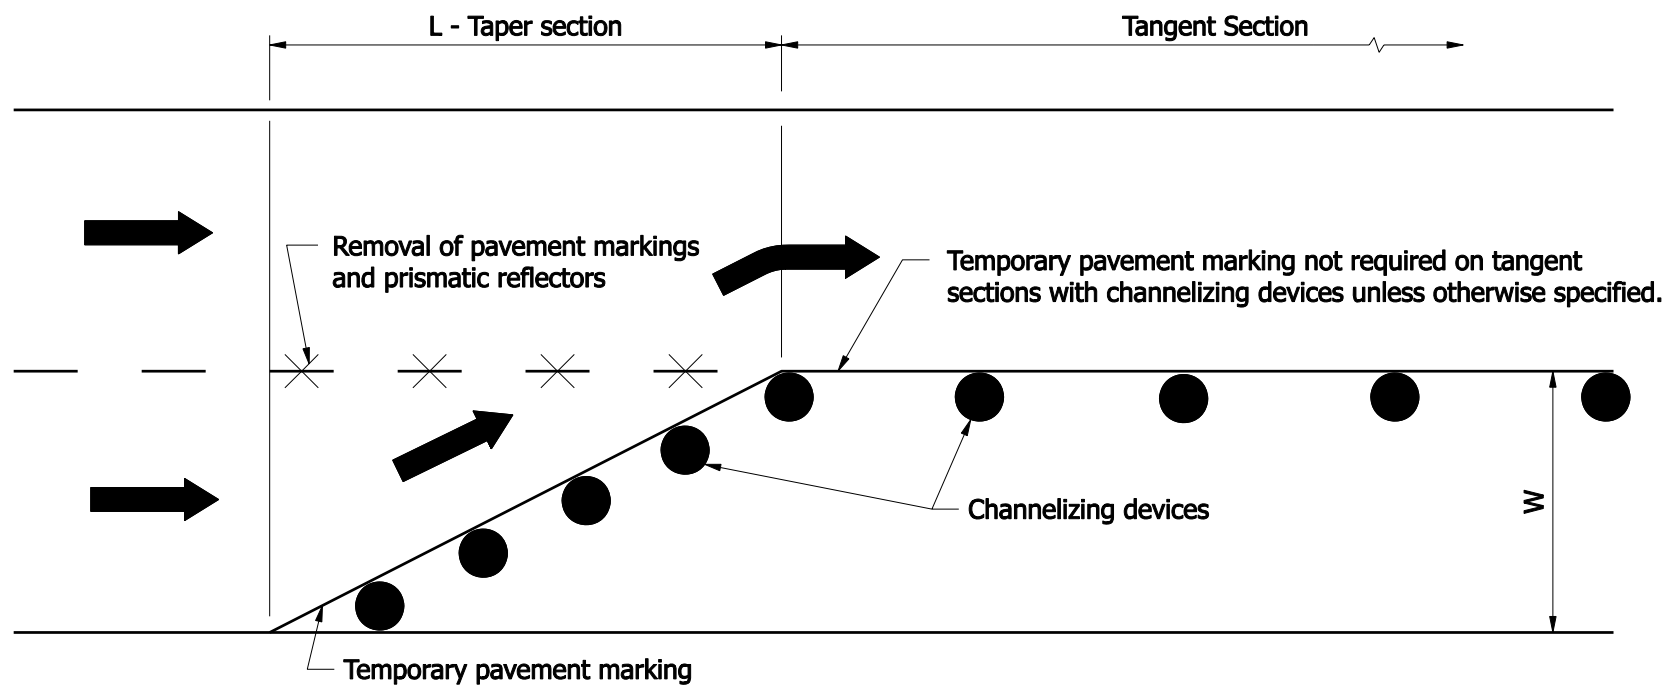 L - Taper section
Tangent Section
Removal of pavement markings
and prismatic reflectors
Temporary pavement marking not required on tangent
sections with channelizing devices unless otherwise specified.
Channelizing devices
W
Temporary pavement marking